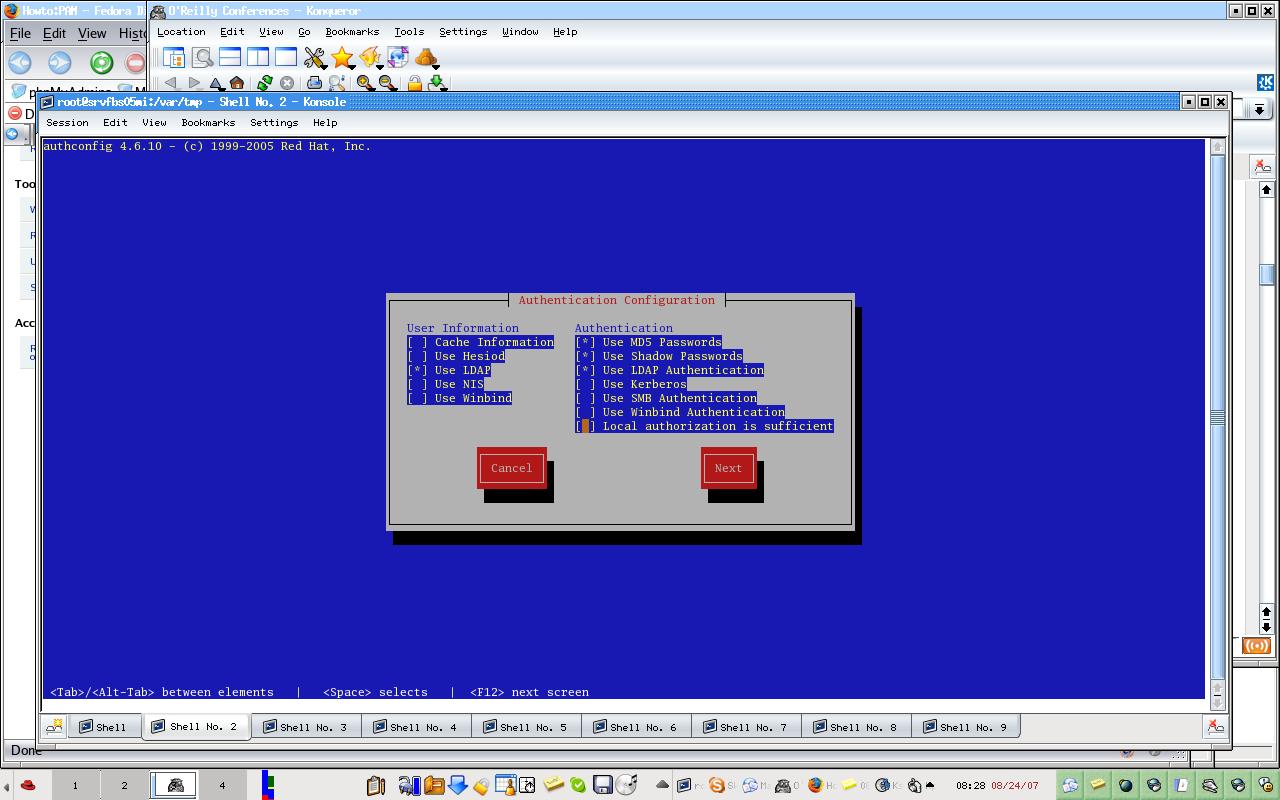 Howto:PAM - Fedora Di
O'Reilly Conferences - Konqueror
File Edit View Histo
Location Edit View Go Bookmarks Tools Settings Window Help
phpMyAdmin
root@srvfbs05mi:/var/tmp - Shell No. 2 - Konsole
Session Edit View Bookmarks Settings Help
authconfig 4.6.10 - (c) 1999-2005 Red Hat, Inc.
Too
Acc
Authentication Configuration
User Information Authentication
[ ] Cache Information [*] Use MD5 Passwords
[ ] Use Hesiod [*] Use Shadow Passwords
[*] Use LDAP [*] Use LDAP Authentication
[ ] Use NIS [ ] Use Kerberos
[ ] Use Winbind [ ] Use SMB Authentication
[ ] Use Winbind Authentication
[ ] Local authorization is sufficient
Cancel Next
<Tab>/<Alt-Tab> between elements | <Space> selects | <F12> next screen
Shell Shell No. 2 Shell No. 3 Shell No. 4 Shell No. 5 Shell No. 6 Shell No. 7 Shell No. 8 Shell No. 9
Done
1 2 4 08:28 08/24/07